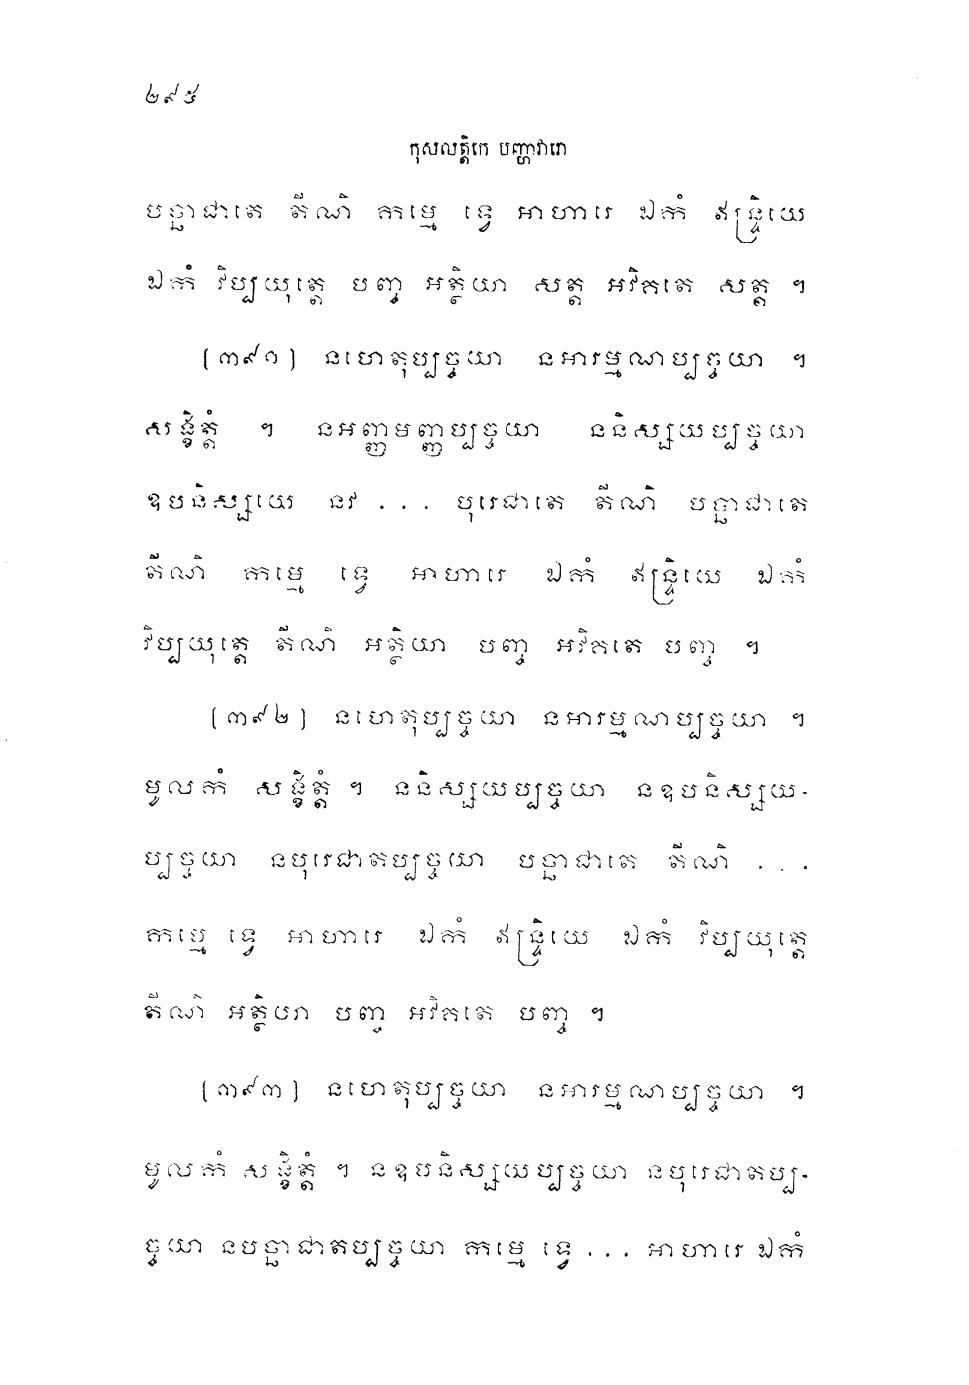 ២៩៥
កុសលត្តិកេ បញ្ហាវារោ
បច្ឆាជាតេ តីណិ កម្មេ ទ្វេ អាហារេ ឯកំ ឥន្ទ្រិយេ
ឯកំ វិប្បយុត្តេ បញ្ច អត្ថិយា សត្ត អវិគតេ សត្ត ។
(៣៩១) នហេតុប្បច្ចយា នអារម្មណប្បច្ចយា ។
សង្ខិត្តំ ។ នអញ្ញមញ្ញប្បច្ចយា ននិស្សយប្បច្ចយា
ឧបនិស្សយេ នវ ... បុរេជាតេ តីណិ បច្ឆាជាតេ
តីណិ កម្មេ ទ្វេ អាហារេ ឯកំ ឥន្ទ្រិយេ ឯកំ
វិប្បយុត្តេ តីណិ អត្ថិយា បញ្ច អវិគតេ បញ្ច ។
(៣៩២) នហេតុប្បច្ចយា នអារម្មណប្បច្ចយា ។
មូលកំ សង្ខិត្តំ ។ ននិស្សយប្បច្ចយា នឧបនិស្សយ-
ប្បច្ចយា នបុរេជាតប្បច្ចយា បច្ឆាជាតេ តីណិ ...
កម្មេ ទ្វេ អាហារេ ឯកំ ឥន្ទ្រិយេ ឯកំ វិប្បយុត្តេ
តីណិ អត្ថិយា បញ្ច អវិគតេ បញ្ច ។
(៣៩៣) នហេតុប្បច្ចយា នអារម្មណប្បច្ចយា ។
មូលកំ សង្ខិត្តំ ។ នឧបនិស្សយប្បច្ចយា នបុរេជាតប្ប-
ច្ចយា នបច្ឆាជាតប្បច្ចយា កម្មេ ទ្វេ ... អាហារេ ឯកំ